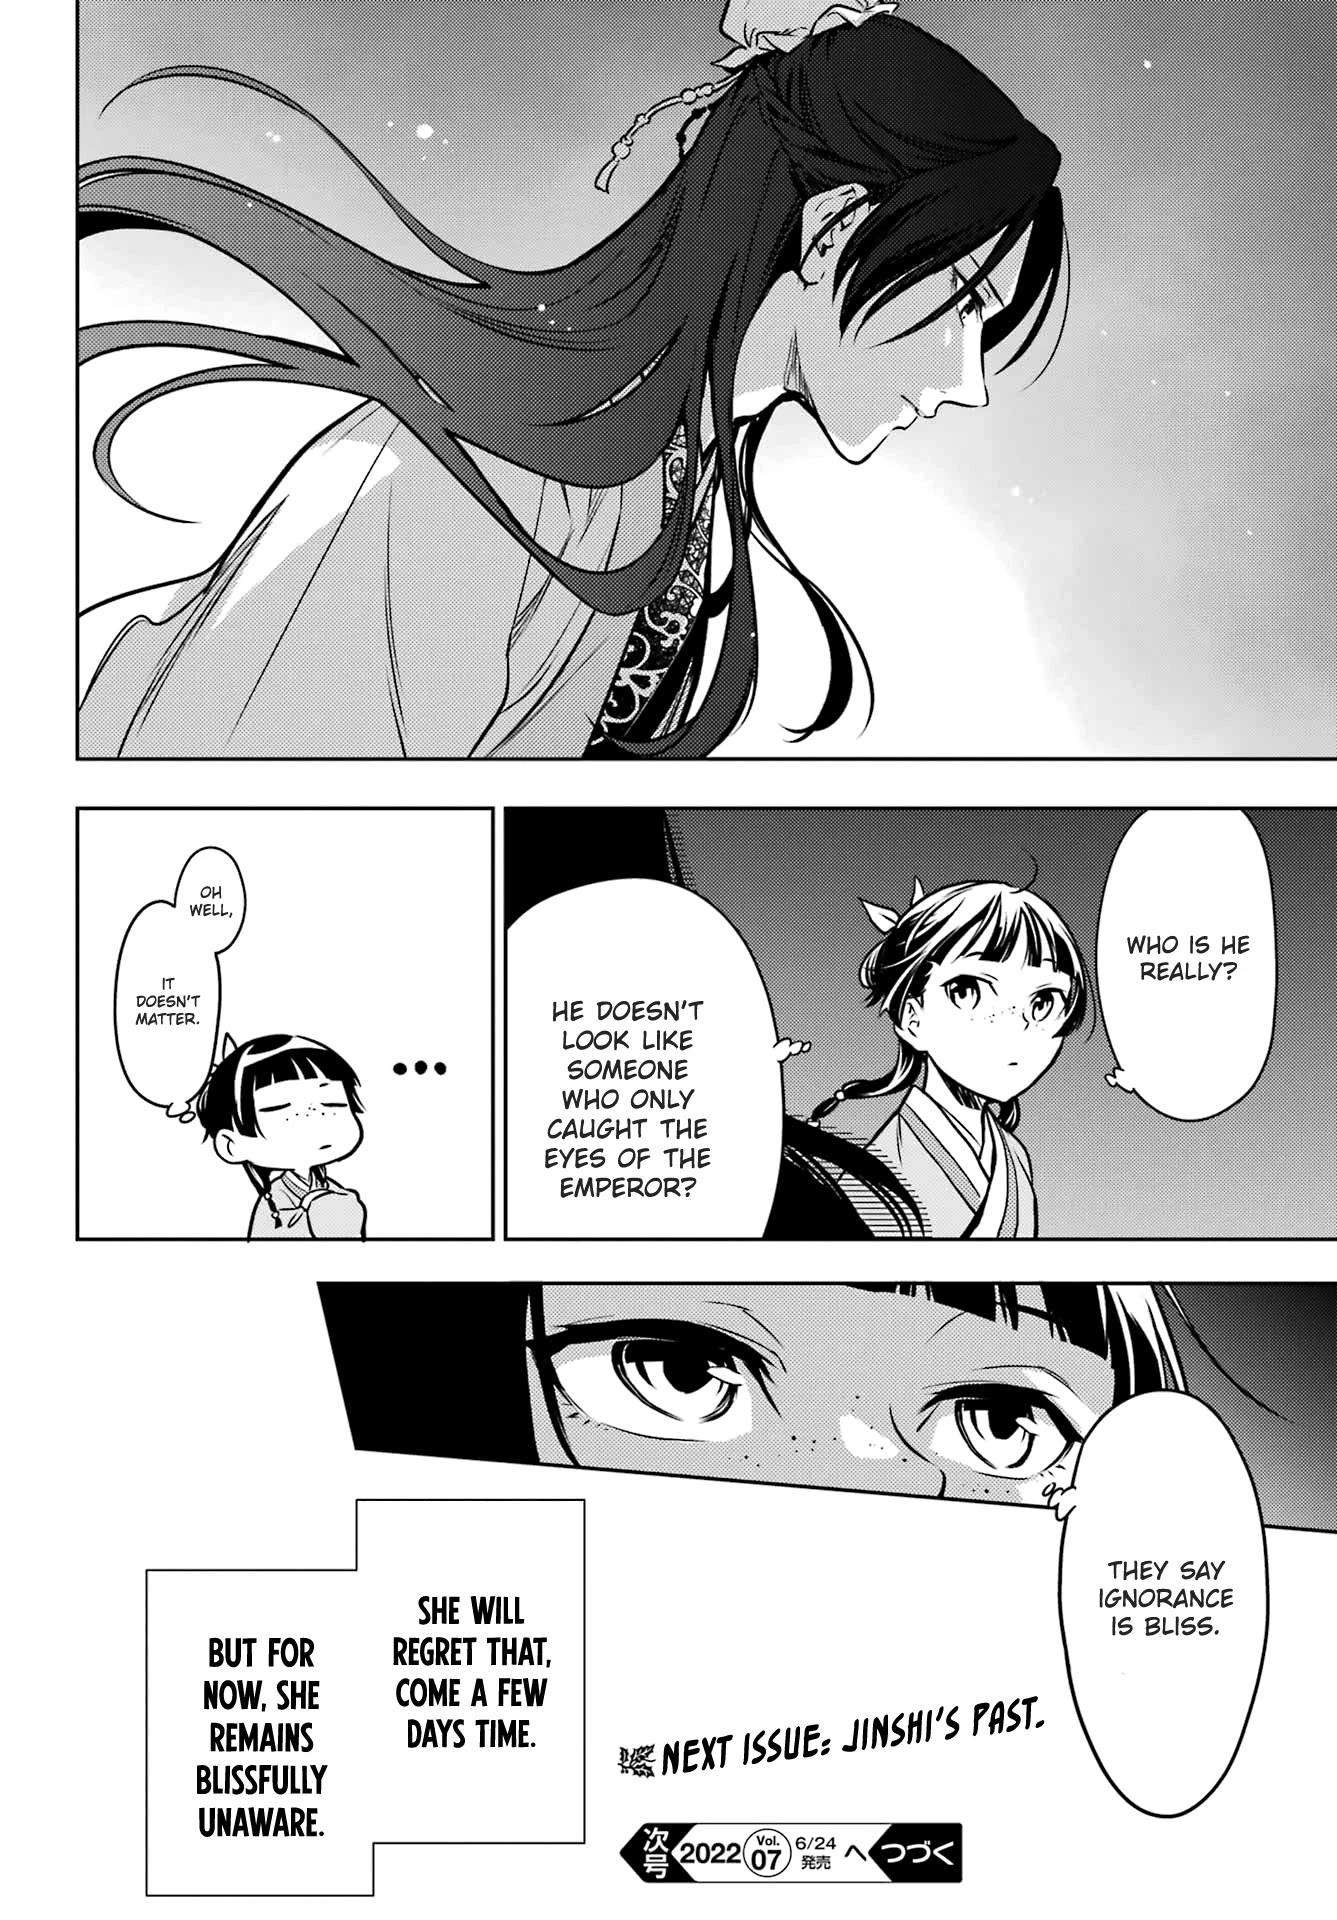 WHO IS HE
REALLY?
HE DOESN'T
LOOK LIKE
SOMEONE
WHO ONLY
CAUGHT THE
EYES OF THE
EMPEROR?
OH
WELL,
IT
DOESN'T
MATTER.
THEY SAY
IGNORANCE
IS BLISS.
SHE WILL
REGRET THAT,
COME A FEW
DAYS TIME.
BUT FOR
NOW, SHE
REMAINS
BLISSFULLY
UNAWARE.
NEXT ISSUE: JINSHI'S PAST.
次号 2022 Vol. 07 6/24 発売 へ つづく